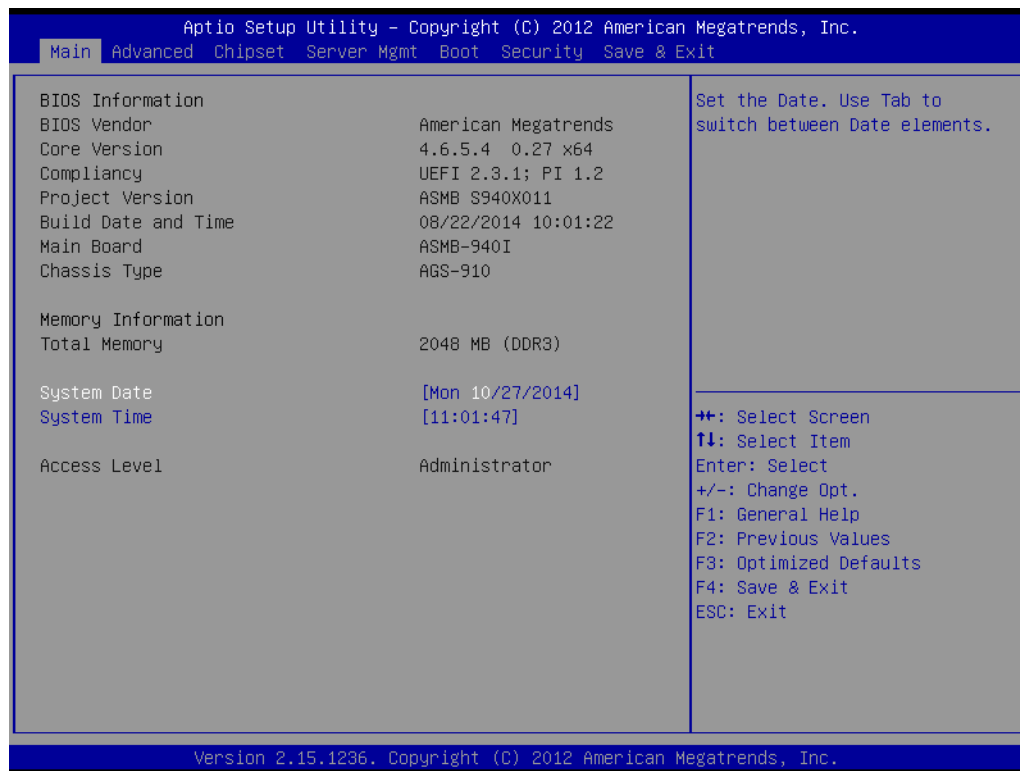 Aptio Setup Utility – Copyright (C) 2012 American Megatrends, Inc.
Main Advanced Chipset Server Mgmt Boot Security Save & Exit
BIOS Information
BIOS Vendor American Megatrends
Core Version 4.6.5.4 0.27 x64
Compliancy UEFI 2.3.1; PI 1.2
Project Version ASMB S940X011
Build Date and Time 08/22/2014 10:01:22
Main Board ASMB-940I
Chassis Type AGS-910
Memory Information
Total Memory 2048 MB (DDR3)
System Date [Mon 10/27/2014]
System Time [11:01:47]
Access Level Administrator
Set the Date. Use Tab to
switch between Date elements.
→←: Select Screen
↑↓: Select Item
Enter: Select
+/-: Change Opt.
F1: General Help
F2: Previous Values
F3: Optimized Defaults
F4: Save & Exit
ESC: Exit
Version 2.15.1236. Copyright (C) 2012 American Megatrends, Inc.